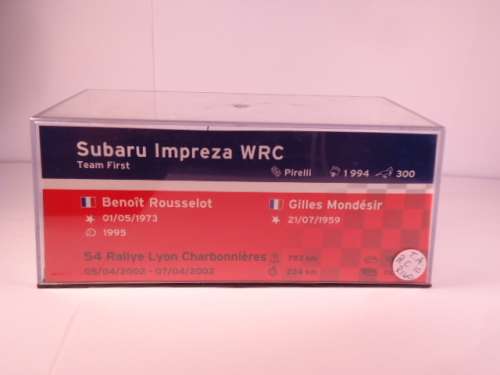 Subaru Impreza WRC
Team First
Pirelli 1994 300
Benoît Rousselot Gilles Mondésir
01/05/1973 21/07/1959
1995
54 Rallye Lyon Charbonnières
05/04/2002 - 07/04/2002 224 km